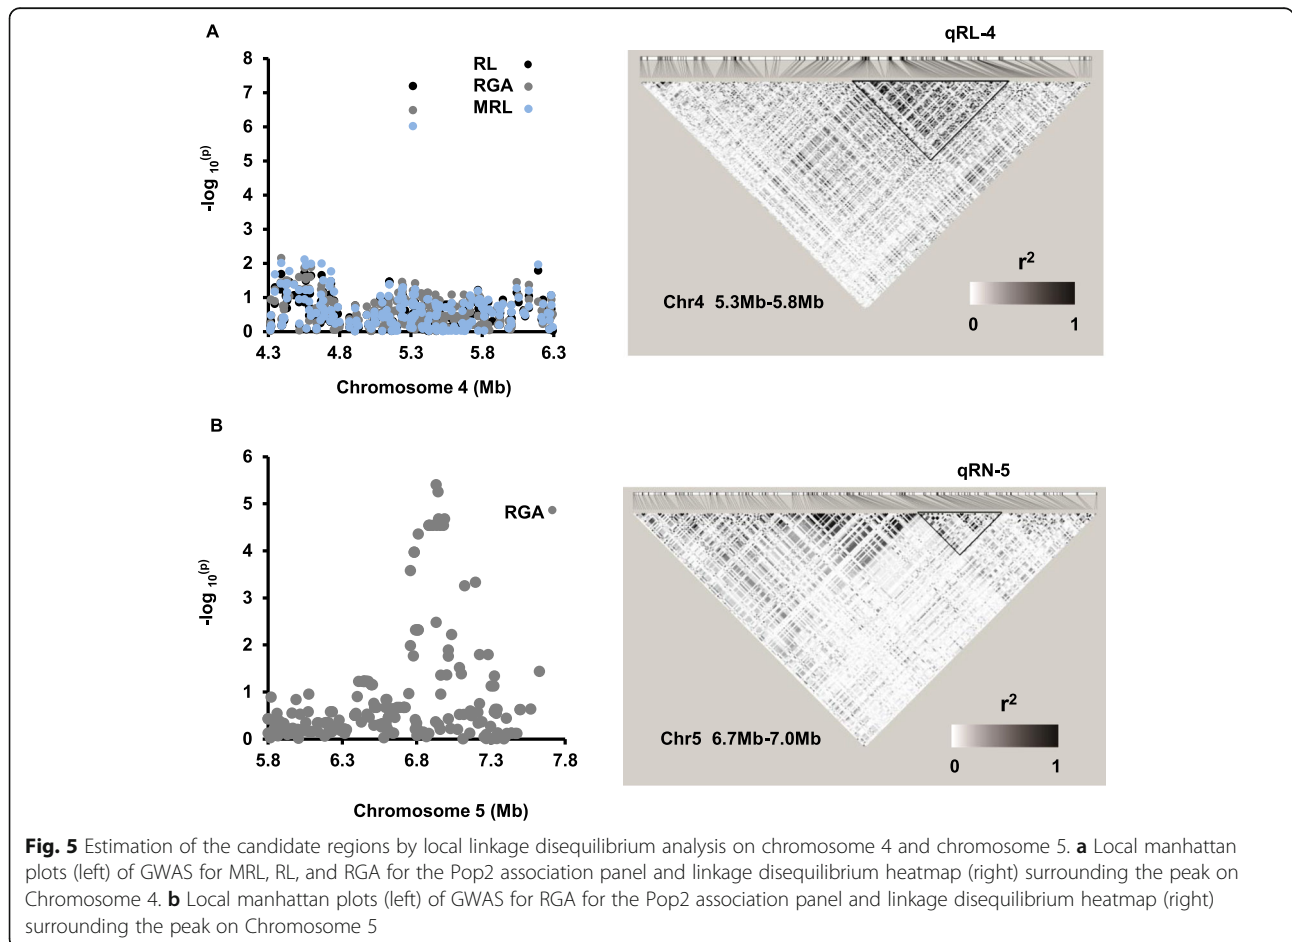 A
qRL-4
8
7
6
5
4
3
2
1
0
-log 10(p)
RL
RGA
MRL
4.3 4.8 5.3 5.8 6.3
Chromosome 4 (Mb)
r2
Chr4 5.3Mb-5.8Mb
0 1
B
qRN-5
6
5
4
3
2
1
0
-log 10(p)
RGA
5.8 6.3 6.8 7.3 7.8
Chromosome 5 (Mb)
r2
Chr5 6.7Mb-7.0Mb
0 1
Fig. 5 Estimation of the candidate regions by local linkage disequilibrium analysis on chromosome 4 and chromosome 5. a Local manhattan
plots (left) of GWAS for MRL, RL, and RGA for the Pop2 association panel and linkage disequilibrium heatmap (right) surrounding the peak on
Chromosome 4. b Local manhattan plots (left) of GWAS for RGA for the Pop2 association panel and linkage disequilibrium heatmap (right)
surrounding the peak on Chromosome 5